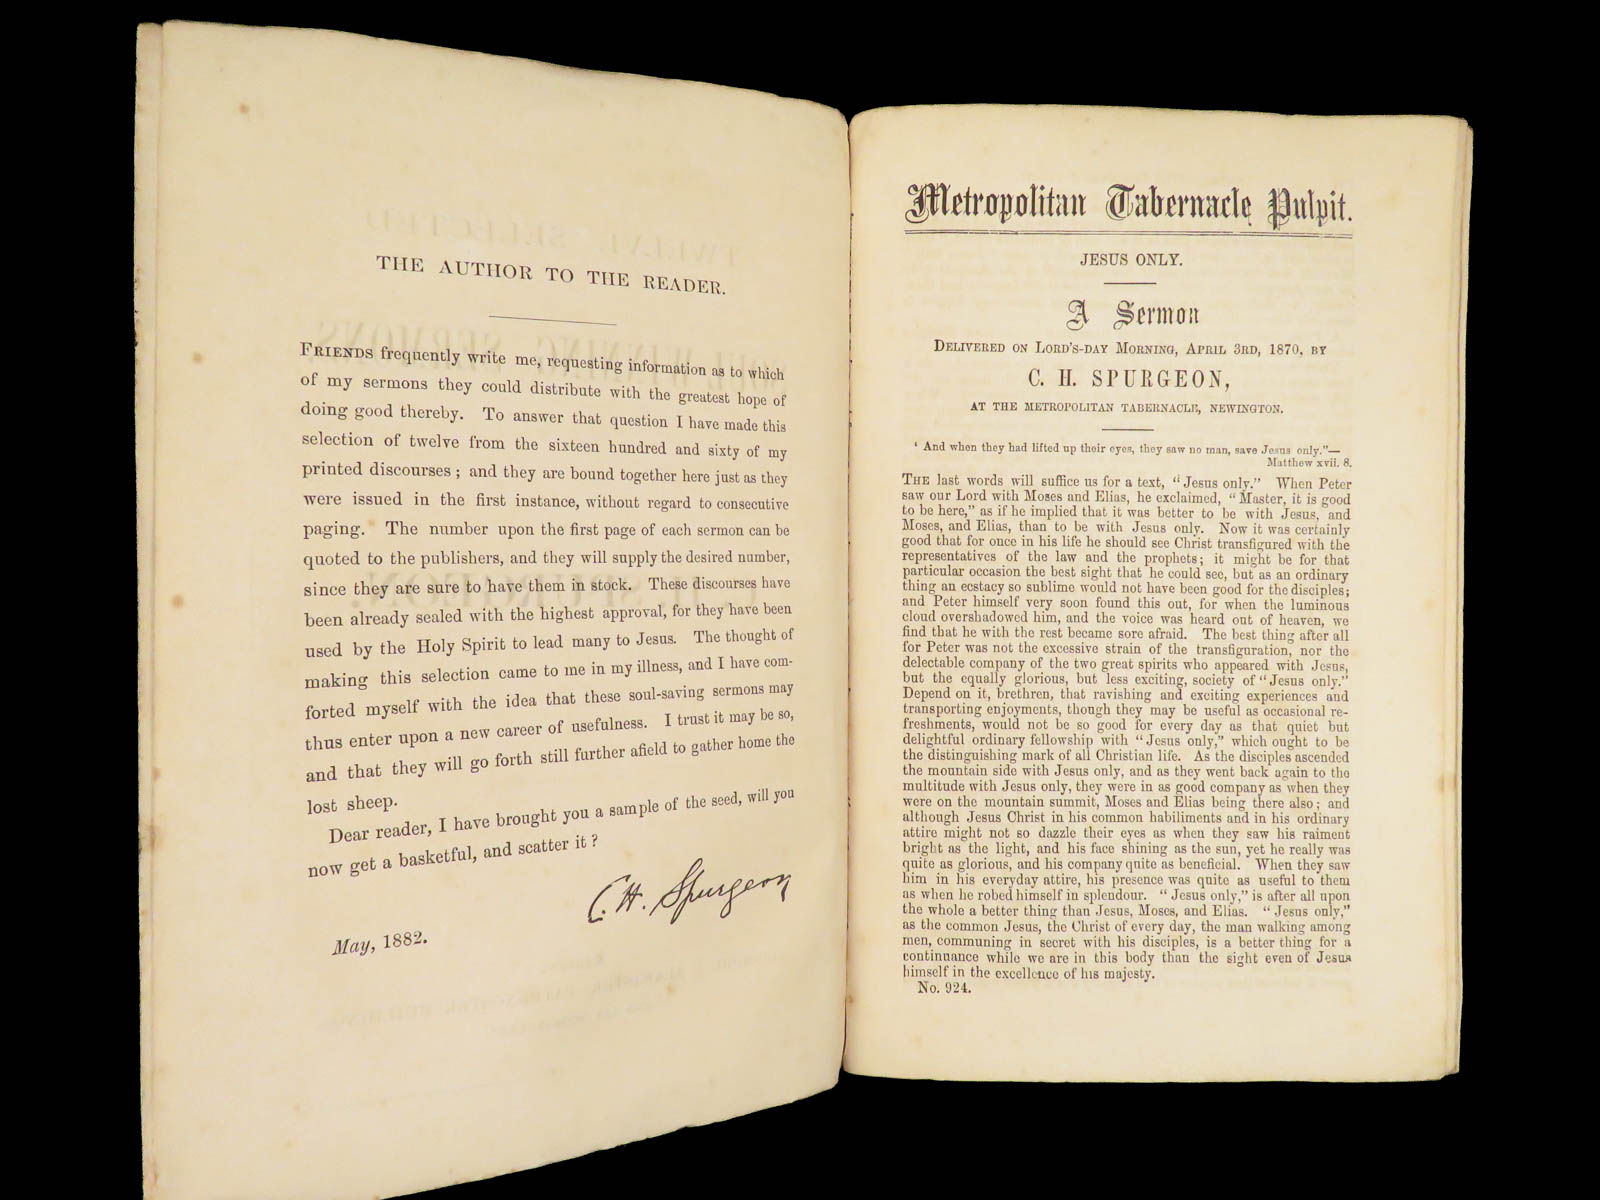 THE AUTHOR TO THE READER.
FRIENDS frequently write me, requesting information as to which
of my sermons they could distribute with the greatest hope of
doing good thereby. To answer that question I have made this
selection of twelve from the sixteen hundred and sixty of my
printed discourses; and they are bound together here just as they
were issued in the first instance, without regard to consecutive
paging. The number upon the first page of each sermon can be
quoted to the publishers, and they will supply the desired number,
since they are sure to have them in stock. These discourses have
been already sealed with the highest approval, for they have been
used by the Holy Spirit to lead many to Jesus. The thought of
making this selection came to me in my illness, and I have com-
forted myself with the idea that these soul-saving sermons may
thus enter upon a new career of usefulness. I trust it may be so,
and that they will go forth still further afield to gather home the
lost sheep.
Dear reader, I have brought you a sample of the seed, will you
now get a basketful, and scatter it?
C. H. Spurgeon
May, 1882.
Metropolitan Tabernacle Pulpit.
JESUS ONLY.
A Sermon
DELIVERED ON LORD'S-DAY MORNING, APRIL 3RD, 1870, BY
C. H. SPURGEON,
AT THE METROPOLITAN TABERNACLE, NEWINGTON.
‘ And when they had lifted up their eyes, they saw no man, save Jesus only."—
Matthew xvii. 8.
THE last words will suffice us for a text, "Jesus only." When Peter
saw our Lord with Moses and Elias, he exclaimed, "Master, it is good
to be here," as if he implied that it was better to be with Jesus, and
Moses, and Elias, than to be with Jesus only. Now it was certainly
good that for once in his life he should see Christ transfigured with the
representatives of the law and the prophets; it might be for that
particular occasion the best sight that he could see, but as an ordinary
thing an ecstacy so sublime would not have been good for the disciples;
and Peter himself very soon found this out, for when the luminous
cloud overshadowed him, and the voice was heard out of heaven, we
find that he with the rest became sore afraid. The best thing after all
for Peter was not the excessive strain of the transfiguration, nor the
delectable company of the two great spirits who appeared with Jesus,
but the equally glorious, but less exciting, society of "Jesus only."
Depend on it, brethren, that ravishing and exciting experiences and
transporting enjoyments, though they may be useful as occasional re-
freshments, would not be so good for every day as that quiet but
delightful ordinary fellowship with "Jesus only," which ought to be
the distinguishing mark of all Christian life. As the disciples ascended
the mountain side with Jesus only, and as they went back again to the
multitude with Jesus only, they were in as good company as when they
were on the mountain summit, Moses and Elias being there also; and
although Jesus Christ in his common habiliments and in his ordinary
attire might not so dazzle their eyes as when they saw his raiment
bright as the light, and his face shining as the sun, yet he really was
quite as glorious, and his company quite as beneficial. When they saw
him in his everyday attire, his presence was quite as useful to them
as when he robed himself in splendour. "Jesus only," is after all upon
the whole a better thing than Jesus, Moses, and Elias. "Jesus only,"
as the common Jesus, the Christ of every day, the man walking among
men, communing in secret with his disciples, is a better thing for a
continuance while we are in this body than the sight even of Jesus
himself in the excellence of his majesty.
No. 924.